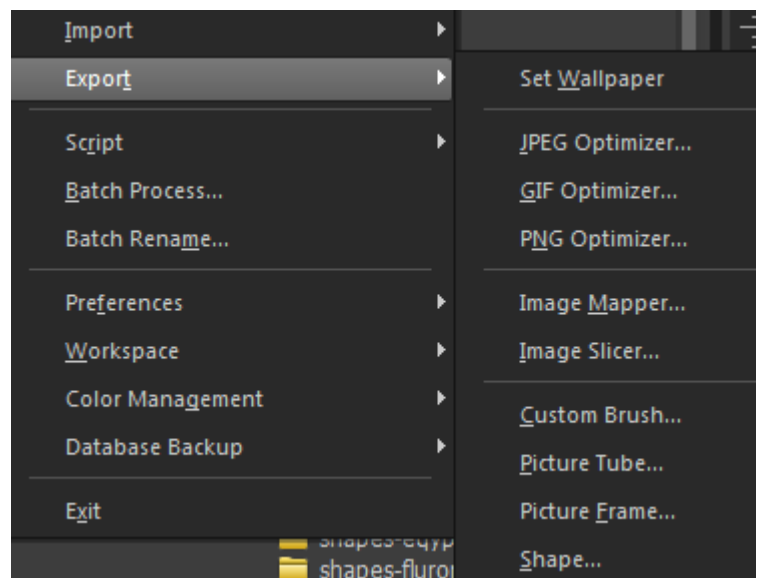 Import
Export
Script
Batch Process...
Batch Rename...
Preferences
Workspace
Color Management
Database Backup
Exit
Set Wallpaper
JPEG Optimizer...
GIF Optimizer...
PNG Optimizer...
Image Mapper...
Image Slicer...
Custom Brush...
Picture Tube...
Picture Frame...
Shape...